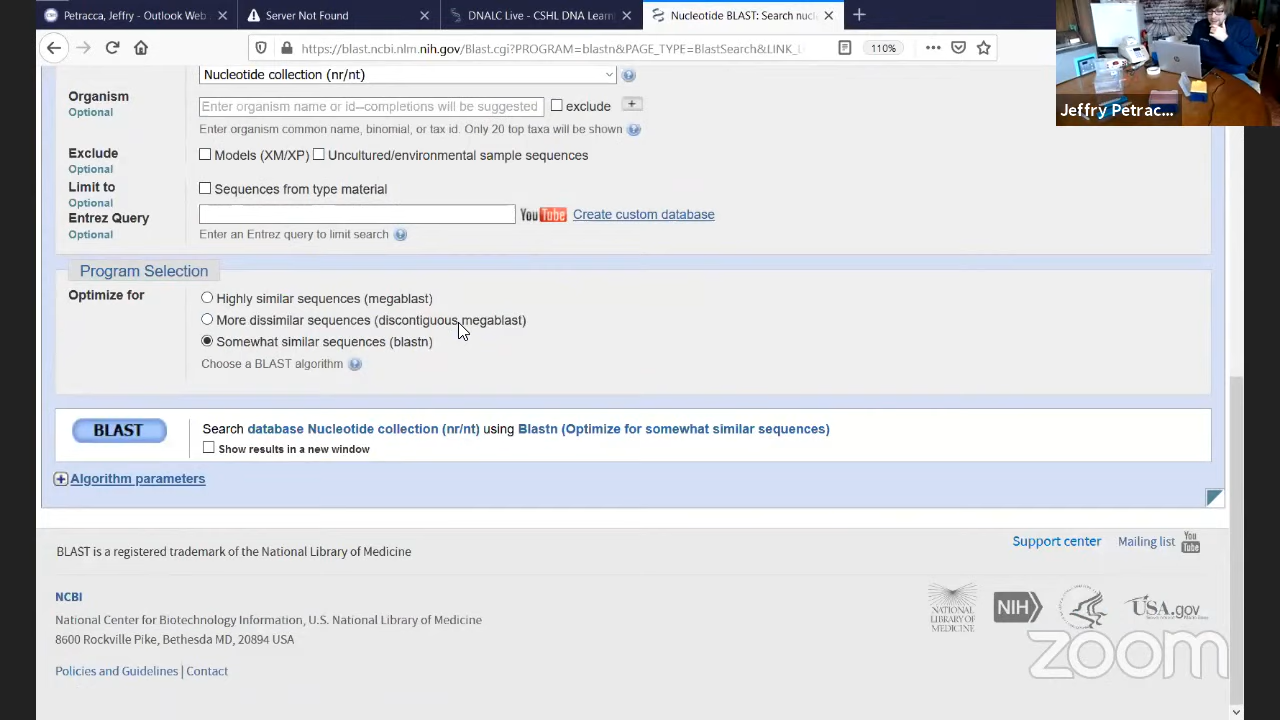 Petracca, Jeffry - Outlook Web
Server Not Found
DNALC Live - CSHL DNA Learn
Nucleotide BLAST: Search nucl
https://blast.ncbi.nlm.nih.gov/Blast.cgi?PROGRAM=blastn&PAGE_TYPE=BlastSearch&LINK_L
110%
Jeffry Petrac...
Nucleotide collection (nr/nt)
Organism
Optional
Enter organism name or id--completions will be suggested
exclude
+
Enter organism common name, binomial, or tax id. Only 20 top taxa will be shown
Exclude
Optional
Models (XM/XP)
Uncultured/environmental sample sequences
Limit to
Optional
Sequences from type material
Entrez Query
Optional
YouTube
Create custom database
Enter an Entrez query to limit search
Program Selection
Optimize for
Highly similar sequences (megablast)
More dissimilar sequences (discontiguous megablast)
Somewhat similar sequences (blastn)
Choose a BLAST algorithm
BLAST
Search database Nucleotide collection (nr/nt) using Blastn (Optimize for somewhat similar sequences)
Show results in a new window
Algorithm parameters
BLAST is a registered trademark of the National Library of Medicine
Support center
Mailing list
You
NCBI
National Center for Biotechnology Information, U.S. National Library of Medicine
8600 Rockville Pike, Bethesda MD, 20894 USA
Policies and Guidelines | Contact
NATIONAL
LIBRARY OF
MEDICINE
NIH
USA.gov
zoom